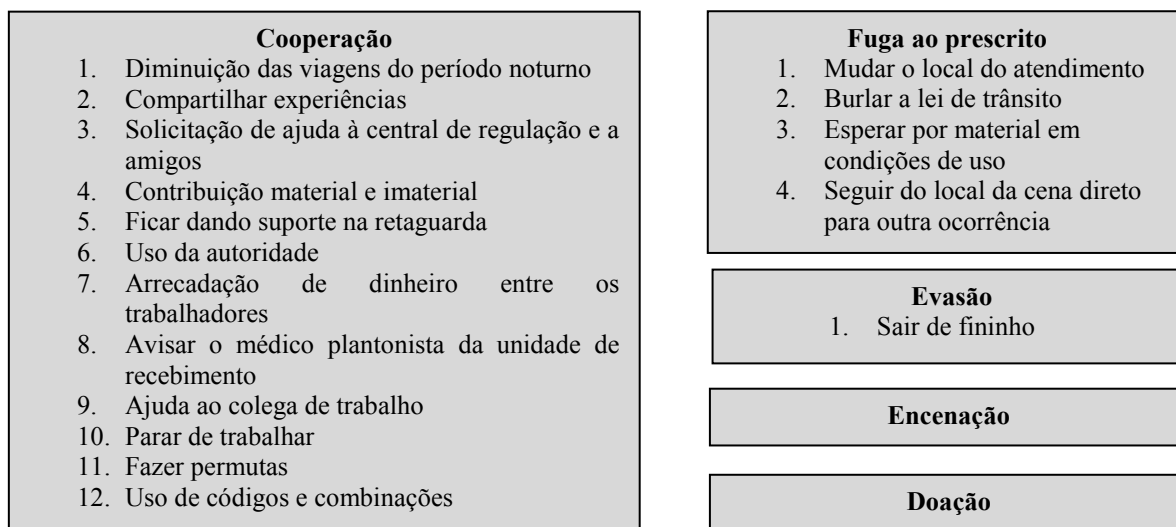 Cooperação
1. Diminuição das viagens do período noturno
2. Compartilhar experiências
3. Solicitação de ajuda à central de regulação e a
amigos
4. Contribuição material e imaterial
5. Ficar dando suporte na retaguarda
6. Uso da autoridade
7. Arrecadação de dinheiro entre os
trabalhadores
8. Avisar o médico plantonista da unidade de
recebimento
9. Ajuda ao colega de trabalho
10. Parar de trabalhar
11. Fazer permutas
12. Uso de códigos e combinações
Fuga ao prescrito
1. Mudar o local do atendimento
2. Burlar a lei de trânsito
3. Esperar por material em
condições de uso
4. Seguir do local da cena direto
para outra ocorrência
Evasão
1. Sair de fininho
Encenação
Doação